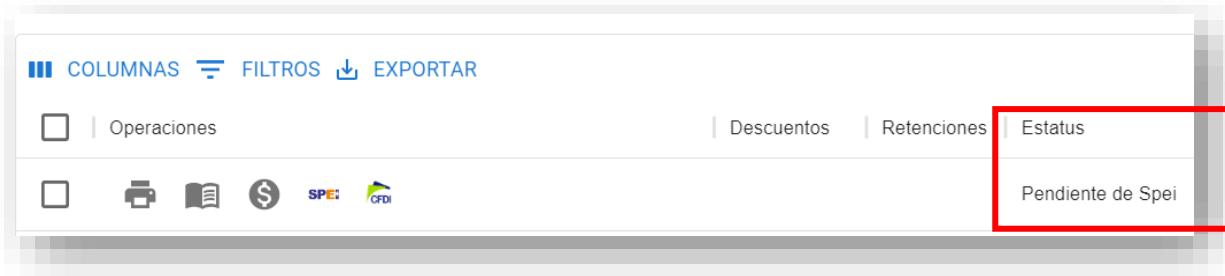 COLUMNAS FILTROS EXPORTAR
Operaciones Descuentos Retenciones Estatus
SPEI CFDI Pendiente de Spei